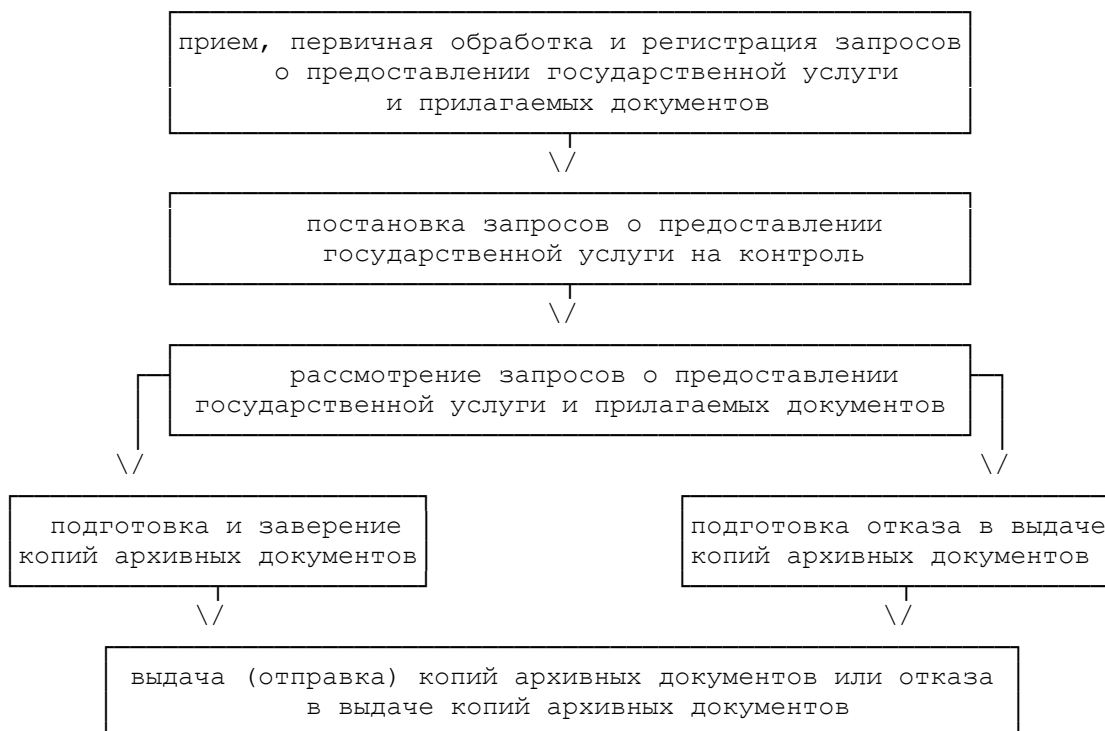 прием, первичная обработка и регистрация запросов
о предоставлении государственной услуги
и прилагаемых документов
постановка запросов о предоставлении
государственной услуги на контроль
рассмотрение запросов о предоставлении
государственной услуги и прилагаемых документов
подготовка и заверение
копий архивных документов
подготовка отказа в выдаче
копий архивных документов
выдача (отправка) копий архивных документов или отказа
в выдаче копий архивных документов